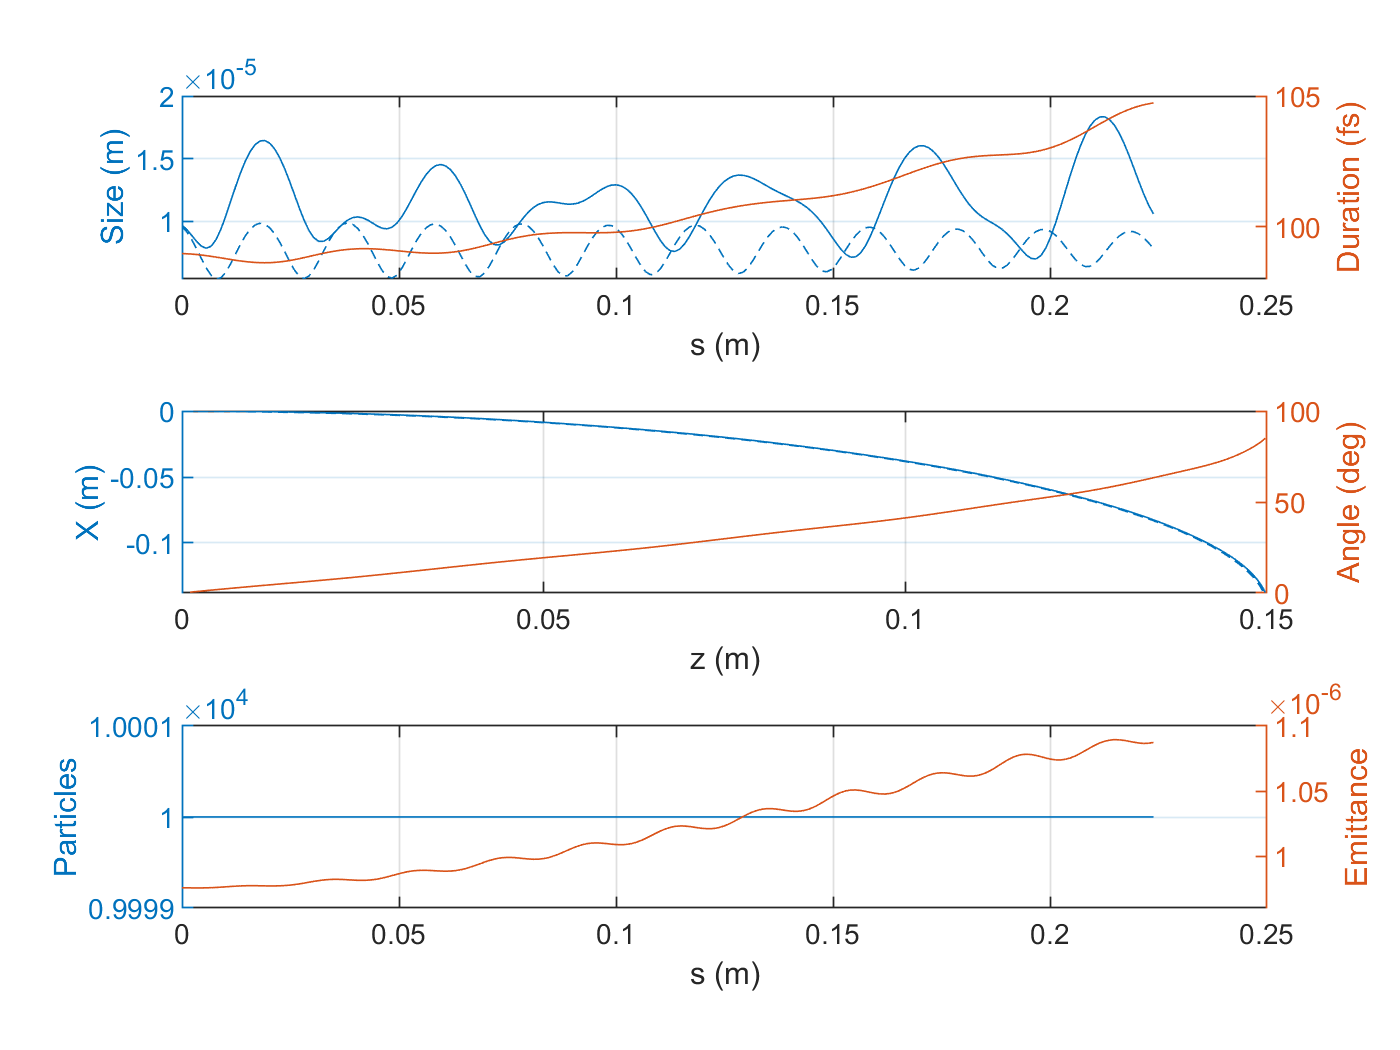 ×10-5
2
1.5
1
Size (m)
105
100
Duration (fs)
0 0.05 0.1 0.15 0.2 0.25
s (m)
0
-0.05
-0.1
X (m)
100
50
0
Angle (deg)
0 0.05 0.1 0.15
z (m)
×104
1.0001
1
0.9999
Particles
×10-6
1.1
1.05
1
Emittance
0 0.05 0.1 0.15 0.2 0.25
s (m)